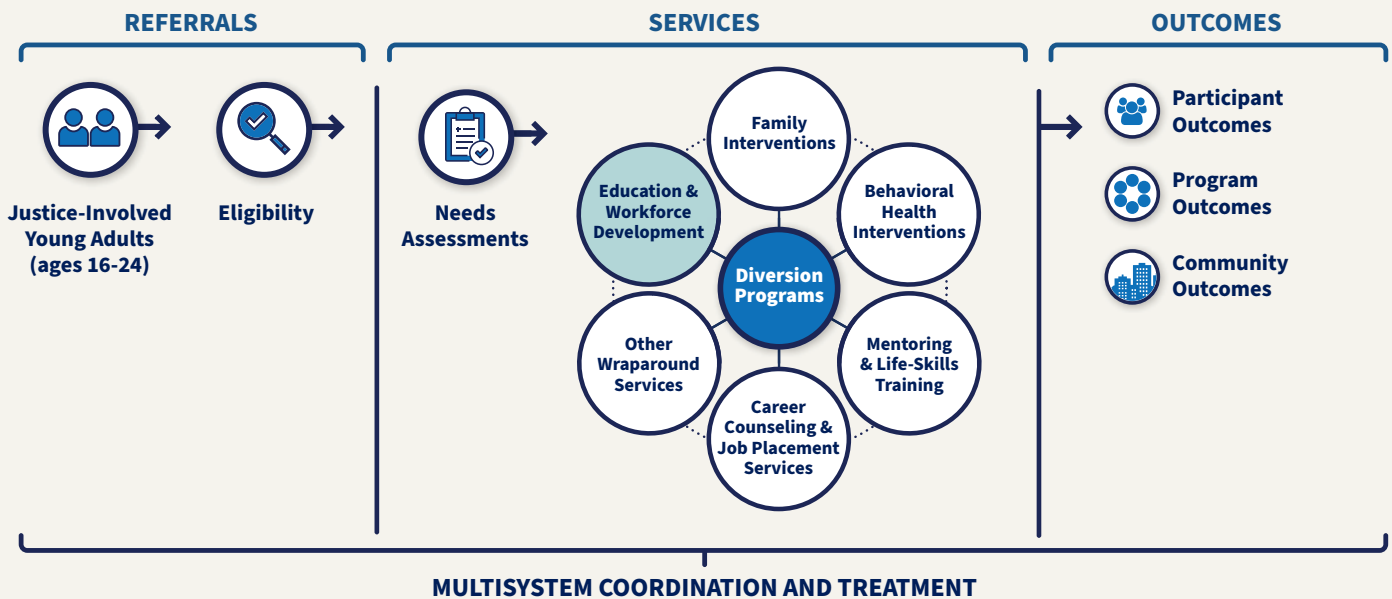 REFERRALS
SERVICES
OUTCOMES
Justice-Involved
Young Adults
(ages 16-24)
Eligibility
Needs
Assessments
Family
Interventions
Education &
Workforce
Development
Behavioral
Health
Interventions
Diversion
Programs
Other
Wraparound
Services
Mentoring
& Life-Skills
Training
Career
Counseling &
Job Placement
Services
Participant
Outcomes
Program
Outcomes
Community
Outcomes
MULTISYSTEM COORDINATION AND TREATMENT